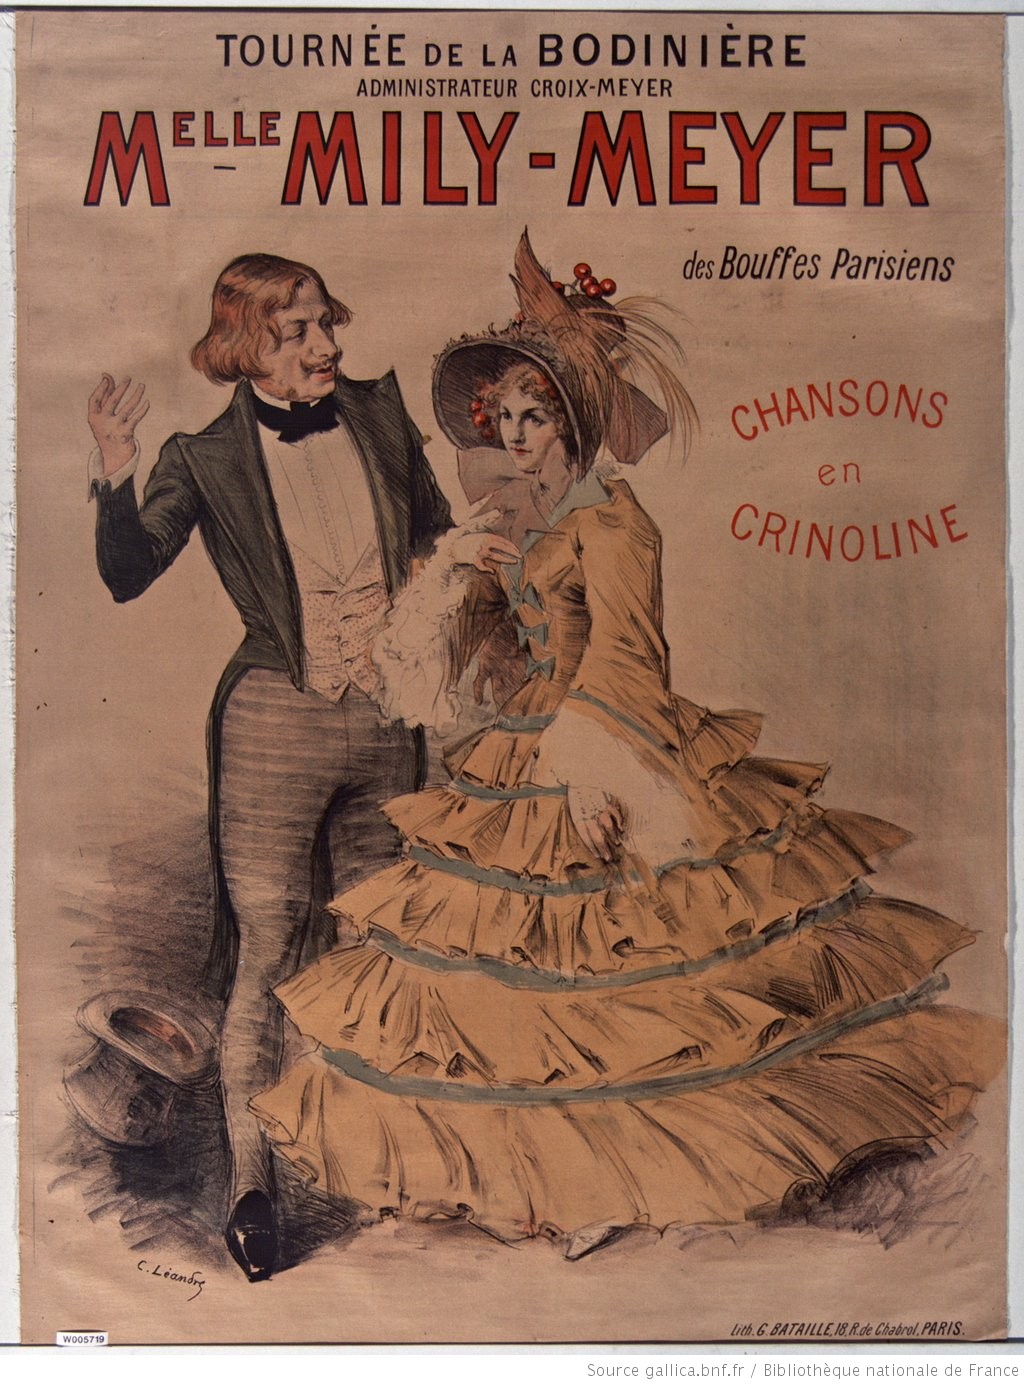 TOURNÉE DE LA BODINIÈRE
ADMINISTRATEUR CROIX-MEYER
MELLE MILY-MEYER
des Bouffes Parisiens
CHANSONS
en
CRINOLINE
C. Léandre
W005719
Lith. G. BATAILLE, 18, R. de Chabrol, PARIS.
Source gallica.bnf.fr / Bibliothèque nationale de France